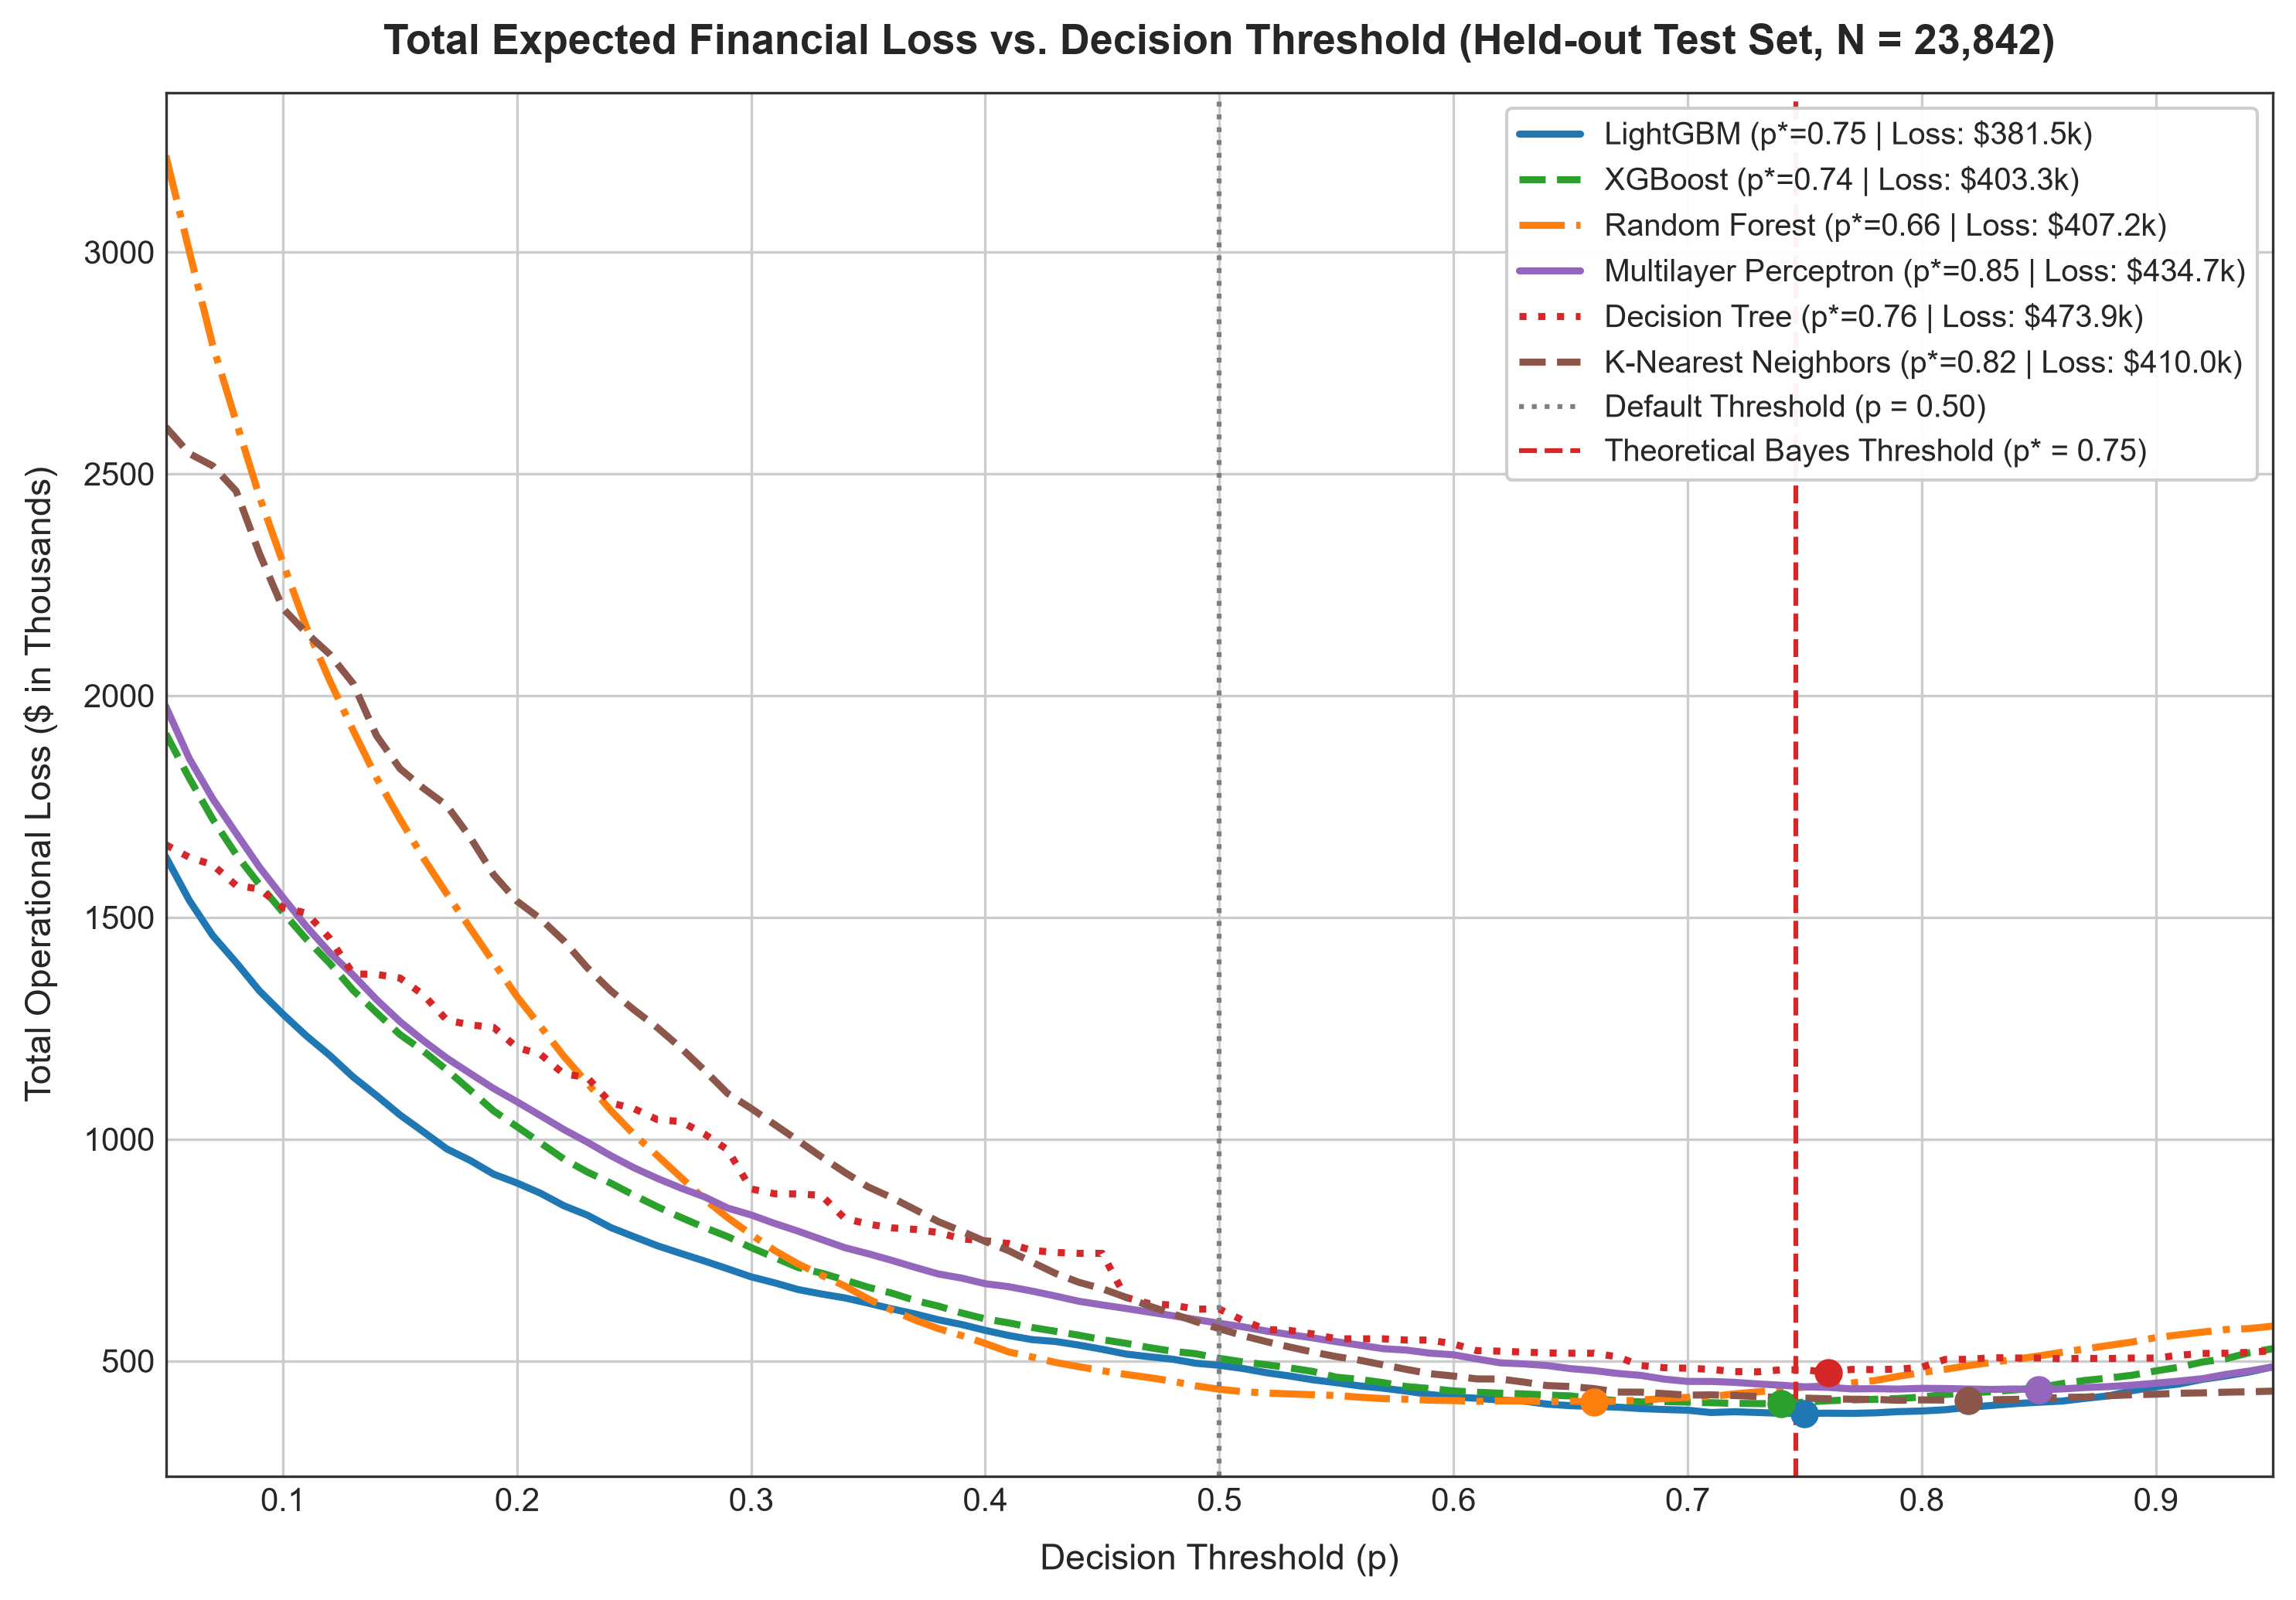 Total Expected Financial Loss vs. Decision Threshold (Held-out Test Set, N = 23,842)
LightGBM (p*=0.75 | Loss: $381.5k)
XGBoost (p*=0.74 | Loss: $403.3k)
Random Forest (p*=0.66 | Loss: $407.2k)
Multilayer Perceptron (p*=0.85 | Loss: $434.7k)
Decision Tree (p*=0.76 | Loss: $473.9k)
K-Nearest Neighbors (p*=0.82 | Loss: $410.0k)
Default Threshold (p = 0.50)
Theoretical Bayes Threshold (p* = 0.75)
Total Operational Loss ($ in Thousands)
3000
2500
2000
1500
1000
500
0.1 0.2 0.3 0.4 0.5 0.6 0.7 0.8 0.9
Decision Threshold (p)